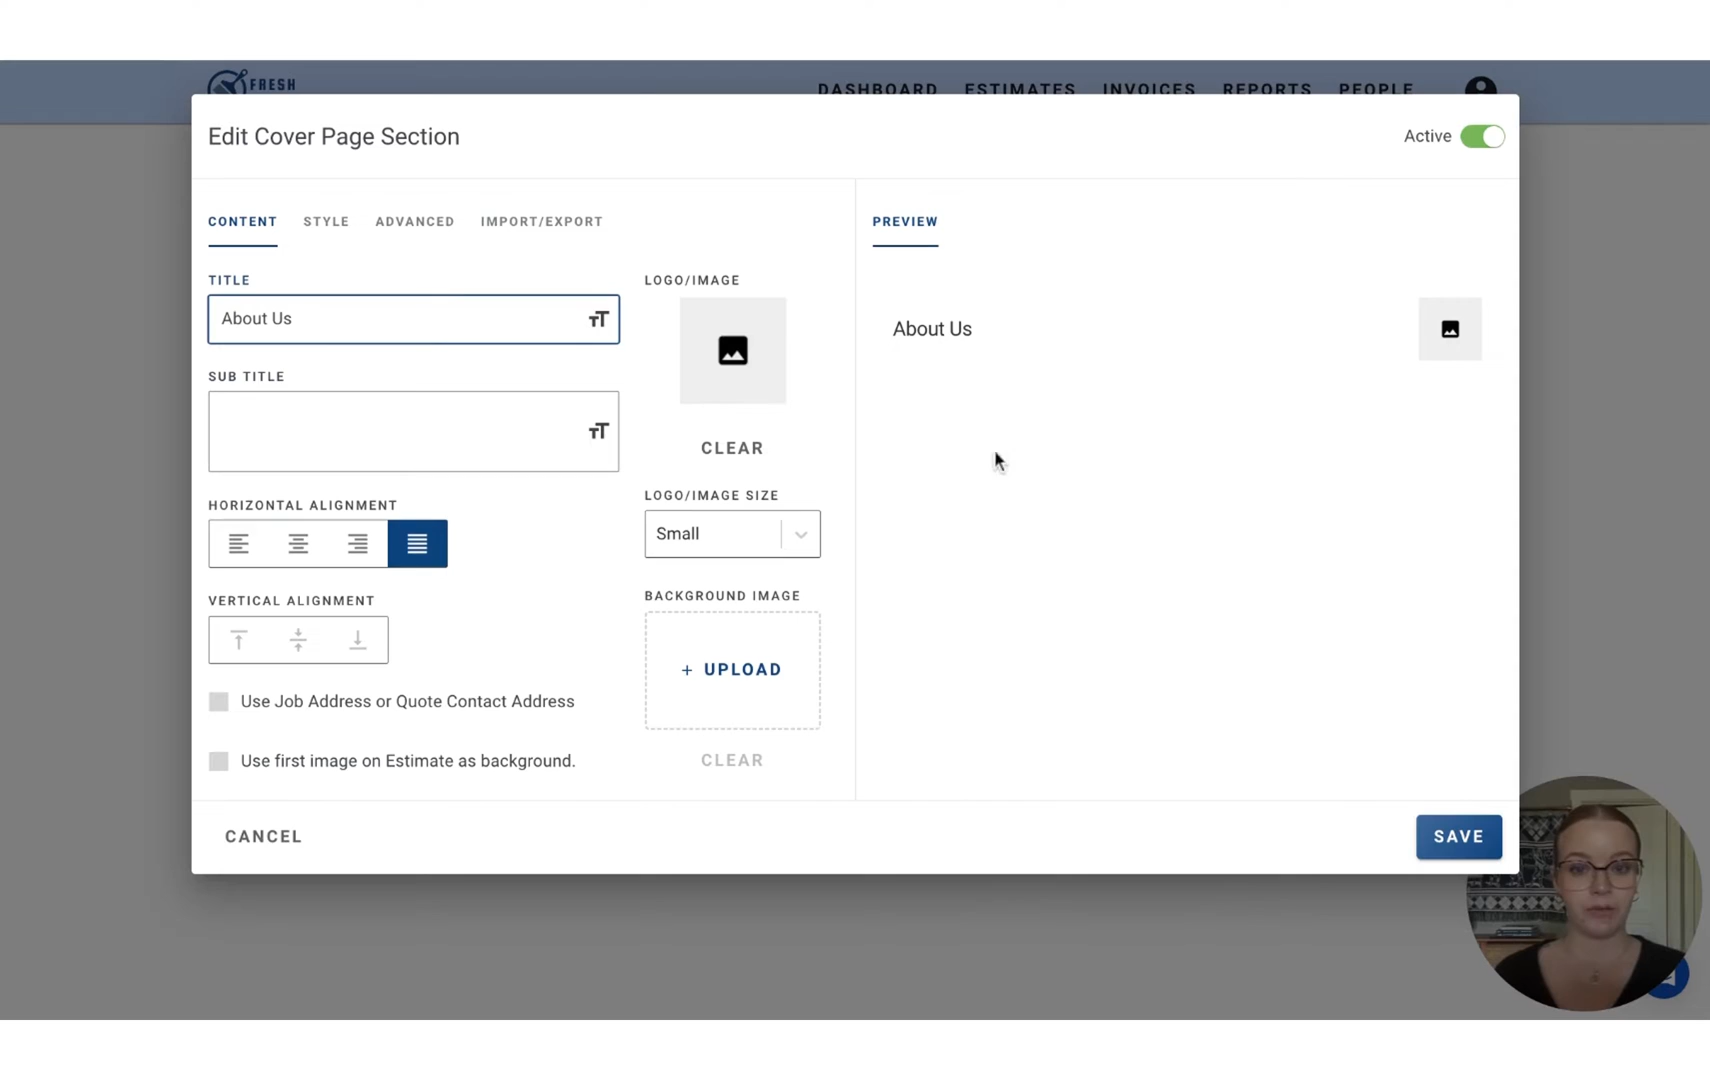 FRESH
DASHBOARD ESTIMATES INVOICES REPORTS PEOPLE
Edit Cover Page Section
Active
CONTENT STYLE ADVANCED IMPORT/EXPORT
PREVIEW
TITLE
About Us
SUB TITLE
HORIZONTAL ALIGNMENT
VERTICAL ALIGNMENT
Use Job Address or Quote Contact Address
Use first image on Estimate as background.
LOGO/IMAGE
CLEAR
LOGO/IMAGE SIZE
Small
BACKGROUND IMAGE
+ UPLOAD
CLEAR
About Us
CANCEL
SAVE